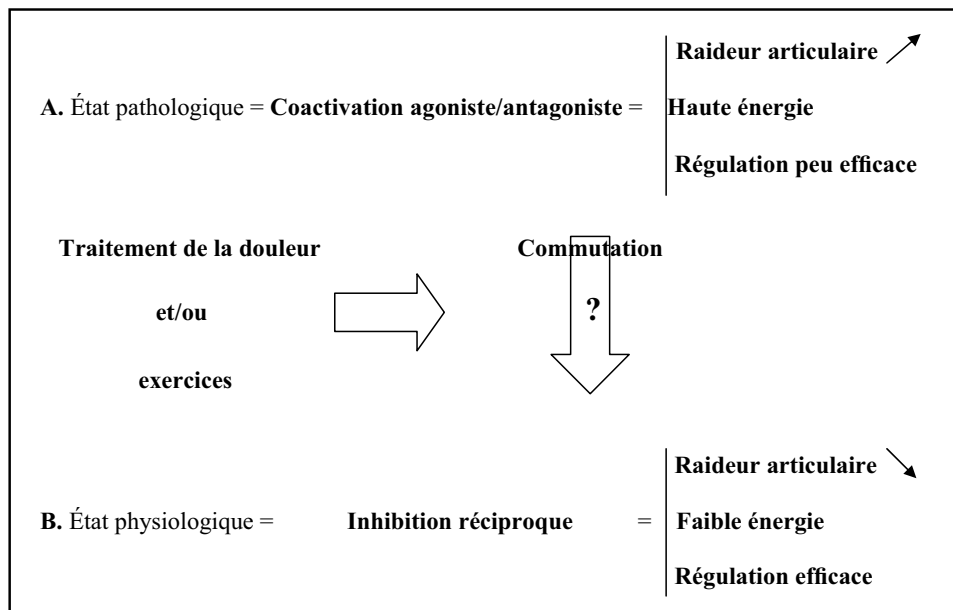 Raideur articulaire
A. État pathologique = Coactivation agoniste/antagoniste = Haute énergie
Régulation peu efficace
Traitement de la douleur Commutation
et/ou ?
exercices
Raideur articulaire
B. État physiologique = Inhibition réciproque = Faible énergie
Régulation efficace